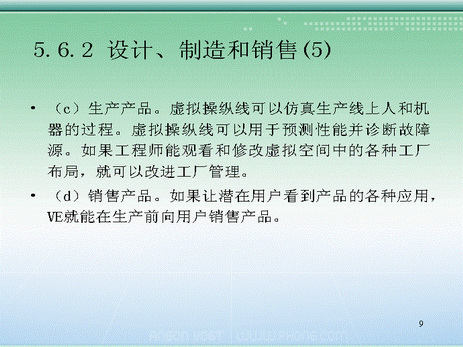 5.6.2 设计、制造和销售(5)
• （c）生产产品。虚拟操纵线可以仿真生产线上人和机
器的过程。虚拟操纵线可以用于预测性能并诊断故障
源。如果工程师能观看和修改虚拟空间中的各种工厂
布局，就可以改进工厂管理。
• （d）销售产品。如果让潜在用户看到产品的各种应用，
VE就能在生产前向用户销售产品。
9